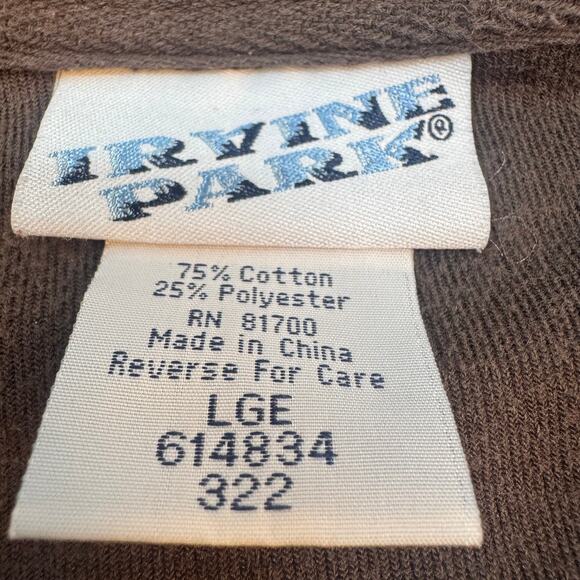 IRVINE
PARK®
75% Cotton
25% Polyester
RN 81700
Made in China
Reverse For Care
LGE
614834
322